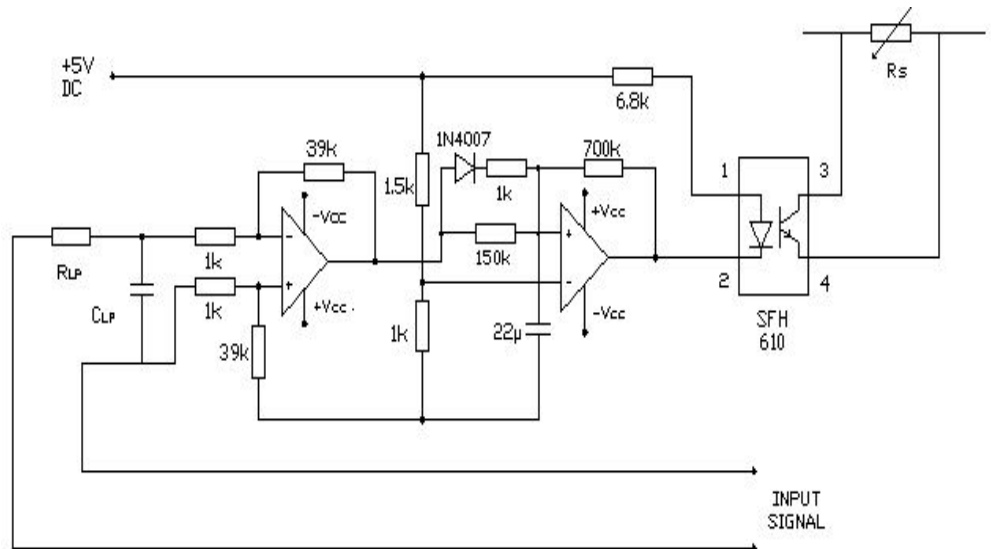 +5V
DC
Rs
6.8k
1N4007
39k
1.5k
1k
700k
1
3
-Vcc
+Vcc
-
+
+
-
150k
RLP
1k
CLP
1k
+Vcc.
-Vcc
2
4
39k
1k
22µ
SFH
610
INPUT
SIGNAL